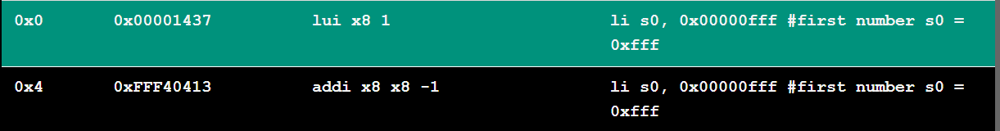 0x0 0x00001437 lui x8 1 li s0, 0x00000fff #first number s0 =
0xfff
0x4 0xFFF40413 addi x8 x8 -1 li s0, 0x00000fff #first number s0 =
0xfff